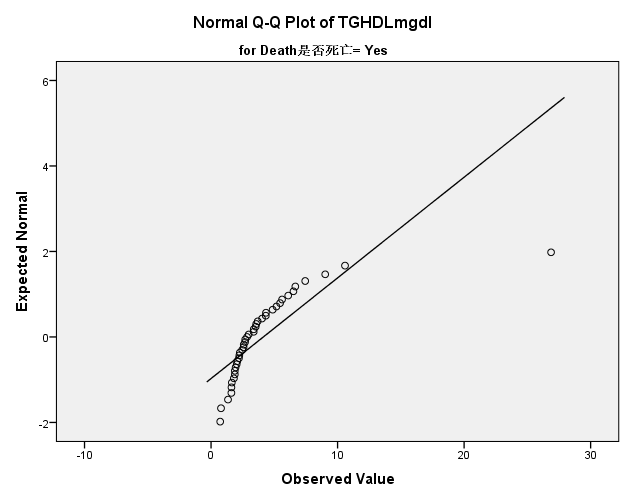 Normal Q-Q Plot of TGHDLmgdl
for Death是否死亡= Yes
6
4
2
0
-2
Expected Normal
-10
0
10
20
30
Observed Value